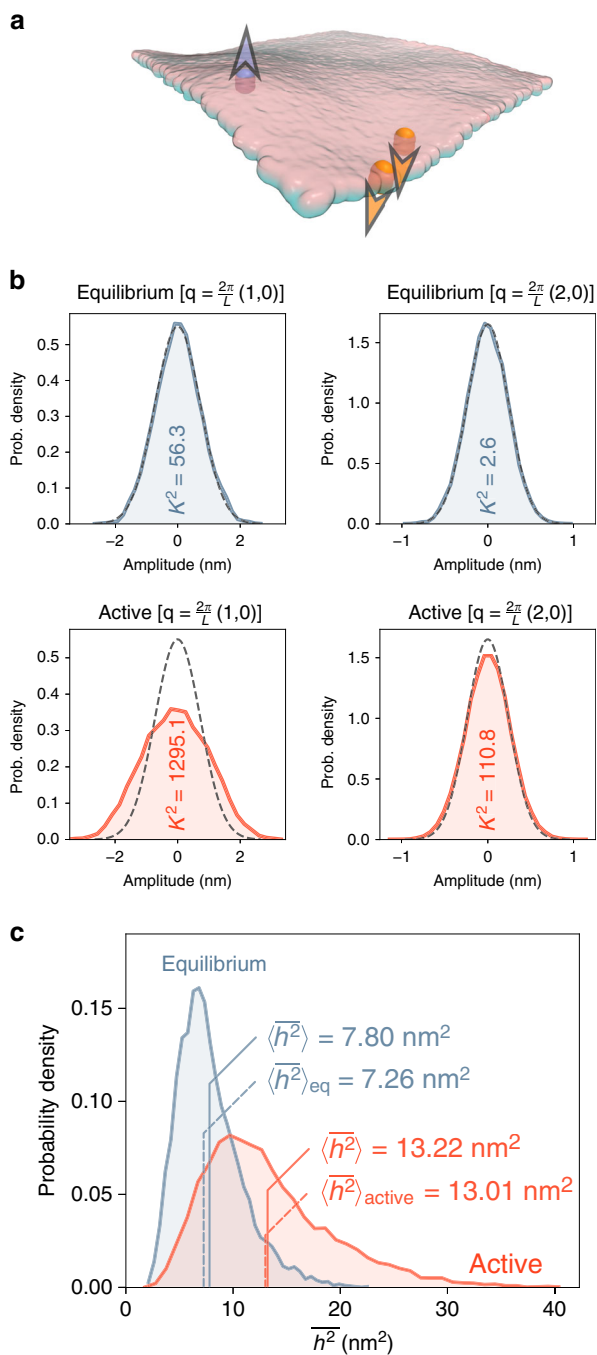 a
b
Equilibrium [q = 2π/L (1,0)]
Equilibrium [q = 2π/L (2,0)]
Prob. density
0.5
0.4
0.3
0.2
0.1
0.0
K² = 56.3
−2
0
2
Amplitude (nm)
Prob. density
1.5
1.0
0.5
0.0
K² = 2.6
−1
0
1
Amplitude (nm)
Active [q = 2π/L (1,0)]
Active [q = 2π/L (2,0)]
Prob. density
0.5
0.4
0.3
0.2
0.1
0.0
K² = 1295.1
−2
0
2
Amplitude (nm)
Prob. density
1.5
1.0
0.5
0.0
K² = 110.8
−1
0
1
Amplitude (nm)
c
Probability density
0.15
0.10
0.05
0.00
Equilibrium
⟨h̅²⟩ = 7.80 nm²
⟨h̅²⟩eq = 7.26 nm²
⟨h̅²⟩ = 13.22 nm²
⟨h̅²⟩active = 13.01 nm²
Active
0
10
20
30
40
h̅² (nm²)